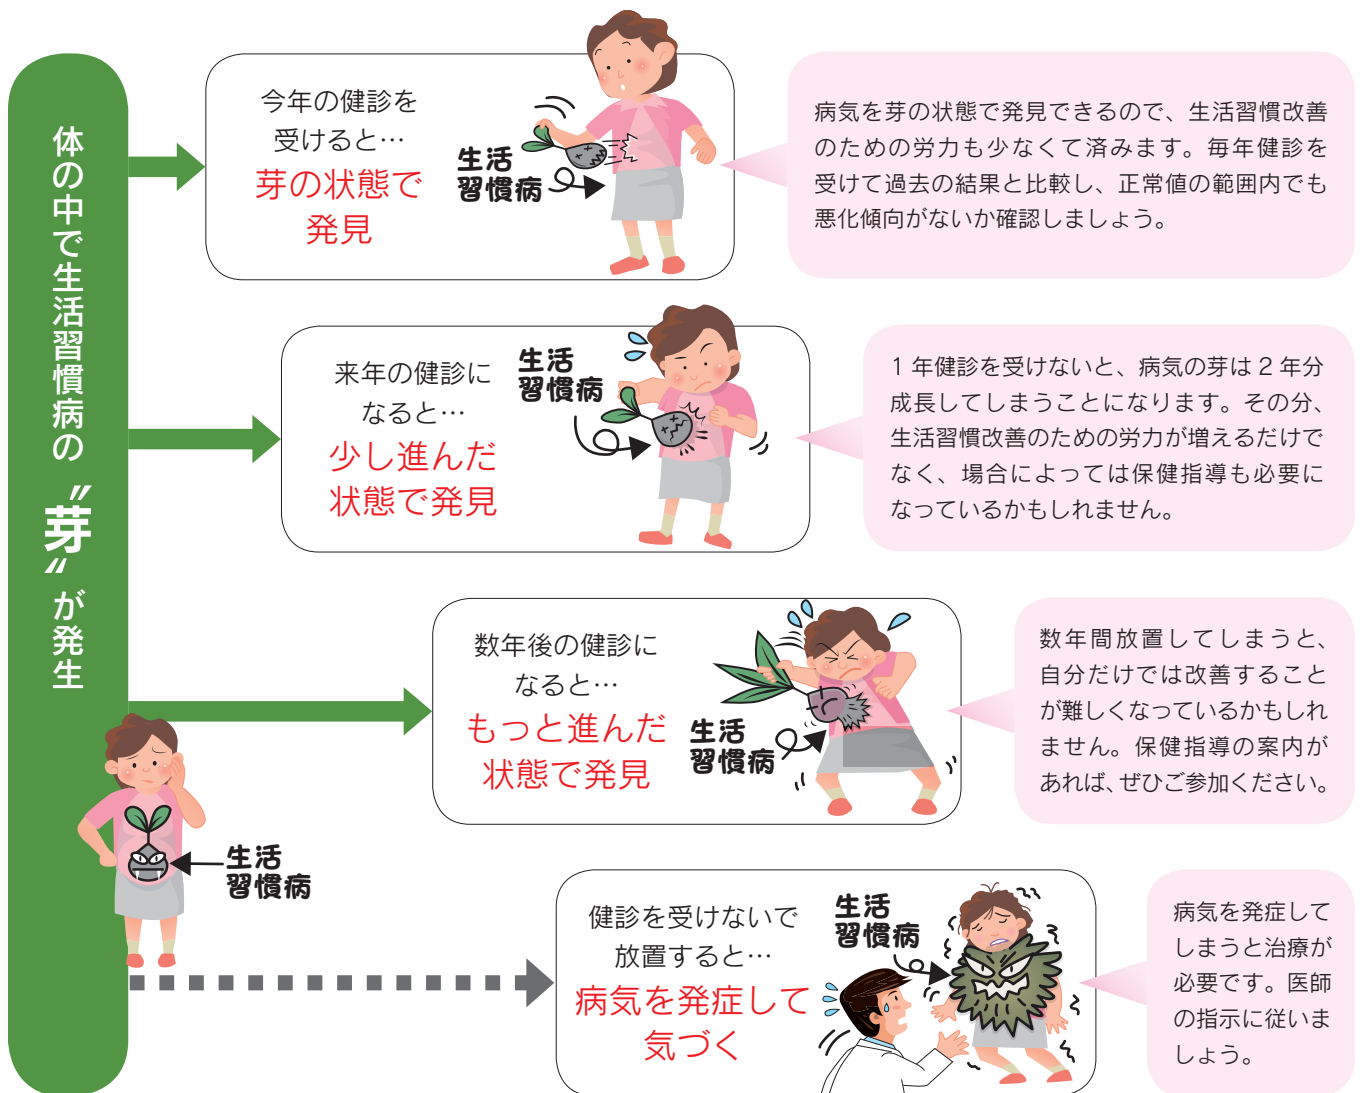 体の中で生活習慣病の〝芽〟が発生
今年の健診を
受けると…
芽の状態で
発見
生活
習慣病
病気を芽の状態で発見できるので、生活習慣改善
のための労力も少なくて済みます。毎年健診を
受けて過去の結果と比較し、正常値の範囲内でも
悪化傾向がないか確認しましょう。
来年の健診に
なると…
少し進んだ
状態で発見
生活
習慣病
1年健診を受けないと、病気の芽は2年分
成長してしまうことになります。その分、
生活習慣改善のための労力が増えるだけで
なく、場合によっては保健指導も必要に
なっているかもしれません。
数年後の健診に
なると…
もっと進んだ
状態で発見
生活
習慣病
数年間放置してしまうと、
自分だけでは改善すること
が難しくなっているかもしれ
ません。保健指導の案内が
あれば、ぜひご参加ください。
生活
習慣病
健診を受けないで
放置すると…
病気を発症して
気づく
生活
習慣病
病気を発症して
しまうと治療が
必要です。医師
の指示に従いま
しょう。